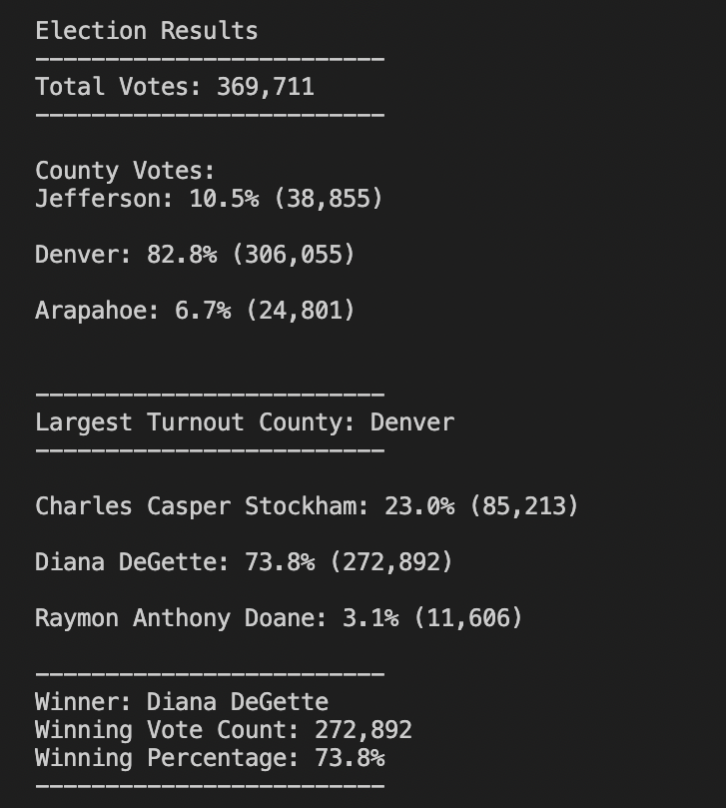 Election Results
-------------------------
Total Votes: 369,711
-------------------------
County Votes:
Jefferson: 10.5% (38,855)
Denver: 82.8% (306,055)
Arapahoe: 6.7% (24,801)
-------------------------
Largest Turnout County: Denver
-------------------------
Charles Casper Stockham: 23.0% (85,213)
Diana DeGette: 73.8% (272,892)
Raymon Anthony Doane: 3.1% (11,606)
-------------------------
Winner: Diana DeGette
Winning Vote Count: 272,892
Winning Percentage: 73.8%
-------------------------